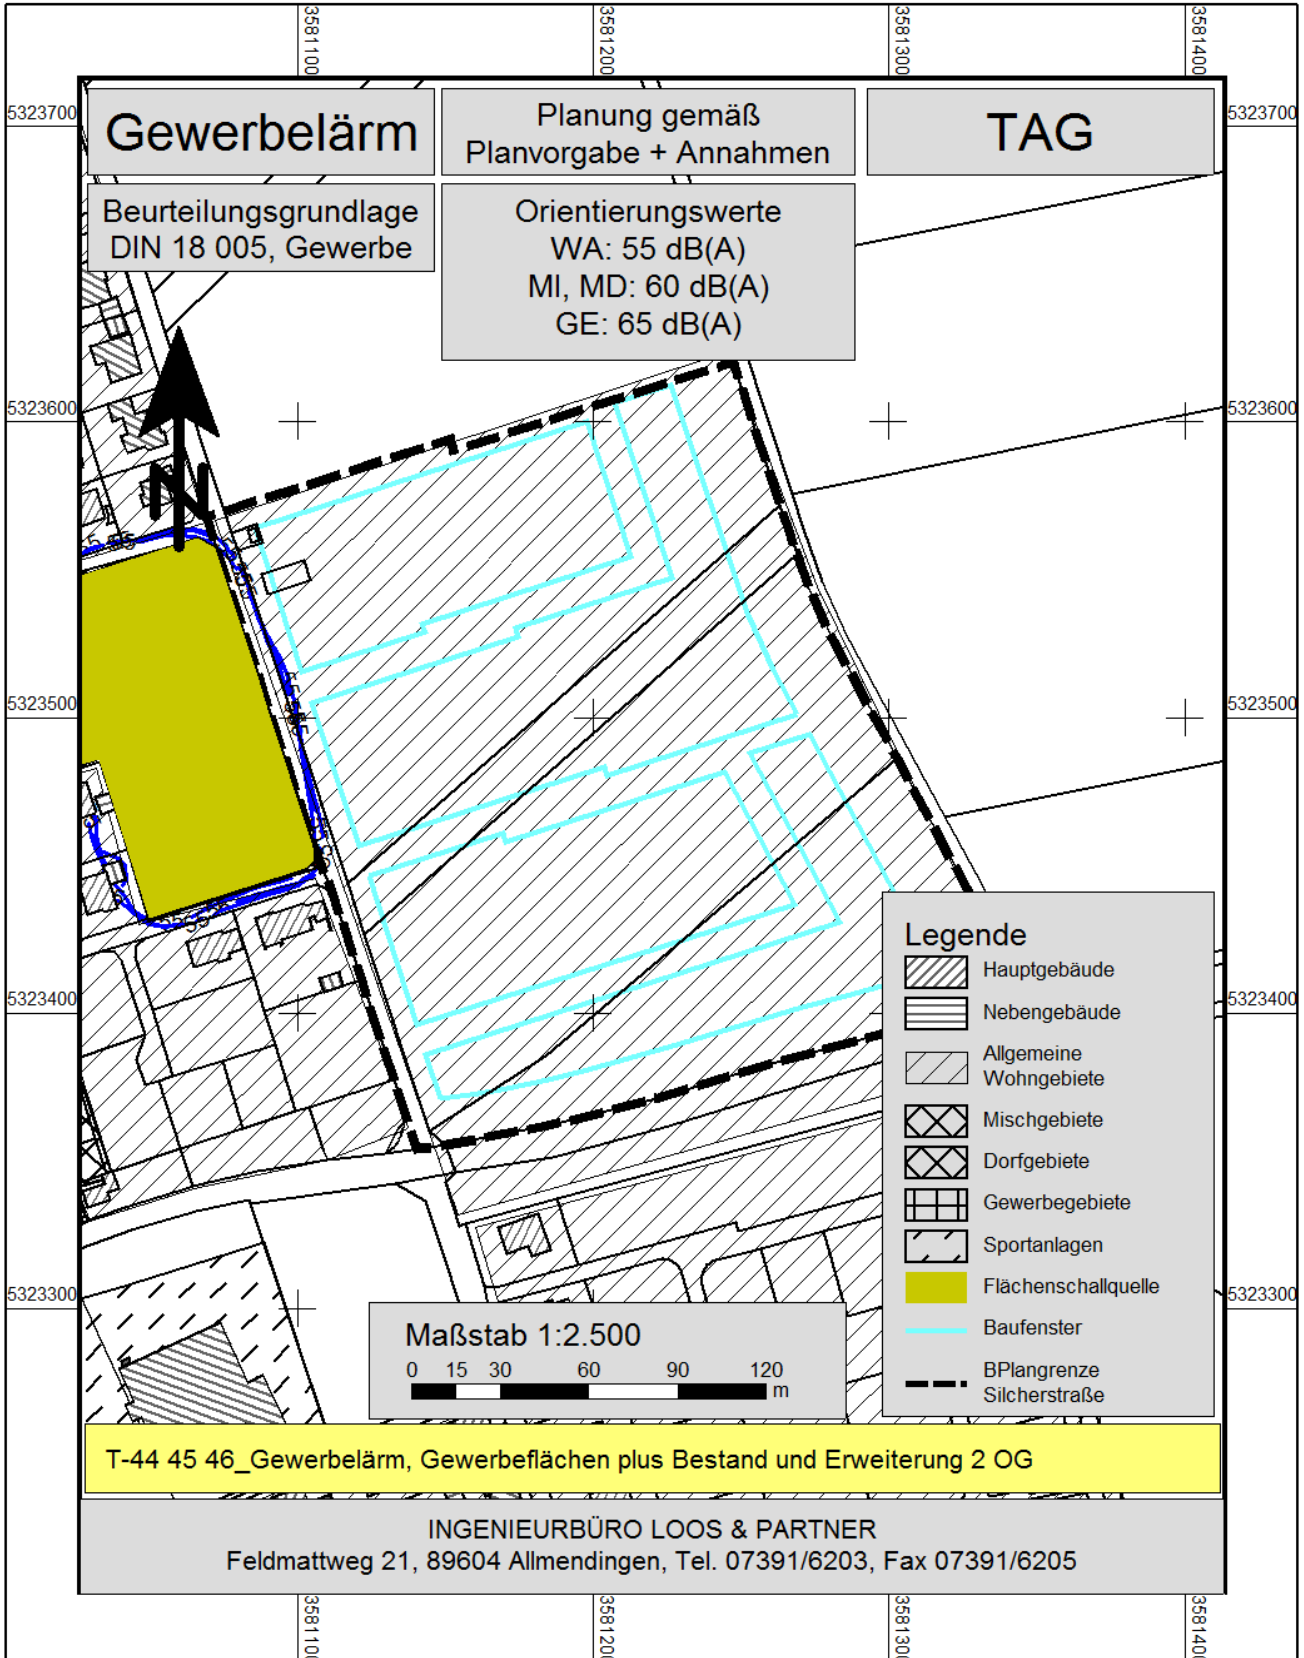 3581100
3581200
3581300
3581400
5323700
5323700
Gewerbelärm
Planung gemäß
Planvorgabe + Annahmen
TAG
Beurteilungsgrundlage
DIN 18 005, Gewerbe
Orientierungswerte
WA: 55 dB(A)
MI, MD: 60 dB(A)
GE: 65 dB(A)
5323600
5323600
N
5323500
5323500
5323400
5323400
5323300
5323300
Legende
Hauptgebäude
Nebengebäude
Allgemeine
Wohngebiete
Mischgebiete
Dorfgebiete
Gewerbegebiete
Sportanlagen
Flächenschallquelle
Baufenster
BPlangrenze
Silcherstraße
Maßstab 1:2.500
0 15 30 60 90 120
m
T-44 45 46_Gewerbelärm, Gewerbeflächen plus Bestand und Erweiterung 2 OG
INGENIEURBÜRO LOOS & PARTNER
Feldmattweg 21, 89604 Allmendingen, Tel. 07391/6203, Fax 07391/6205
3581100
3581200
3581300
3581400